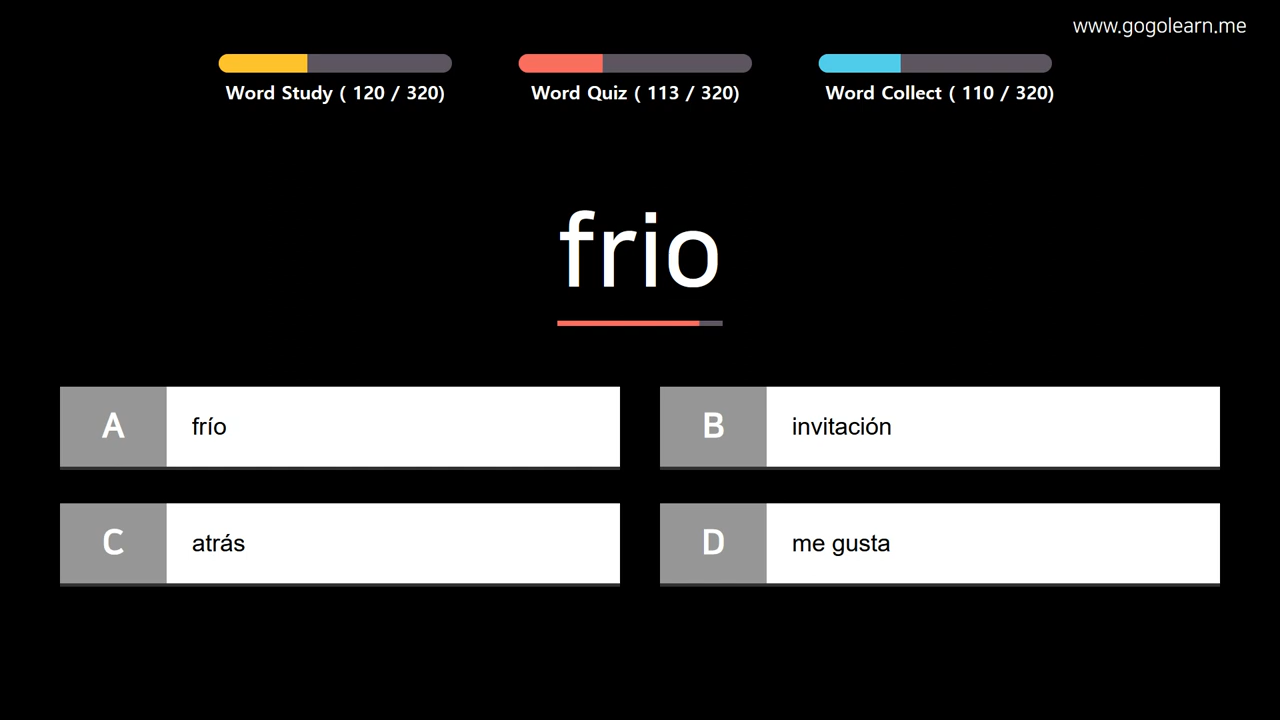 www.gogolearn.me
Word Study ( 120 / 320)
Word Quiz ( 113 / 320)
Word Collect ( 110 / 320)
frio
A
frío
B
invitación
C
atrás
D
me gusta